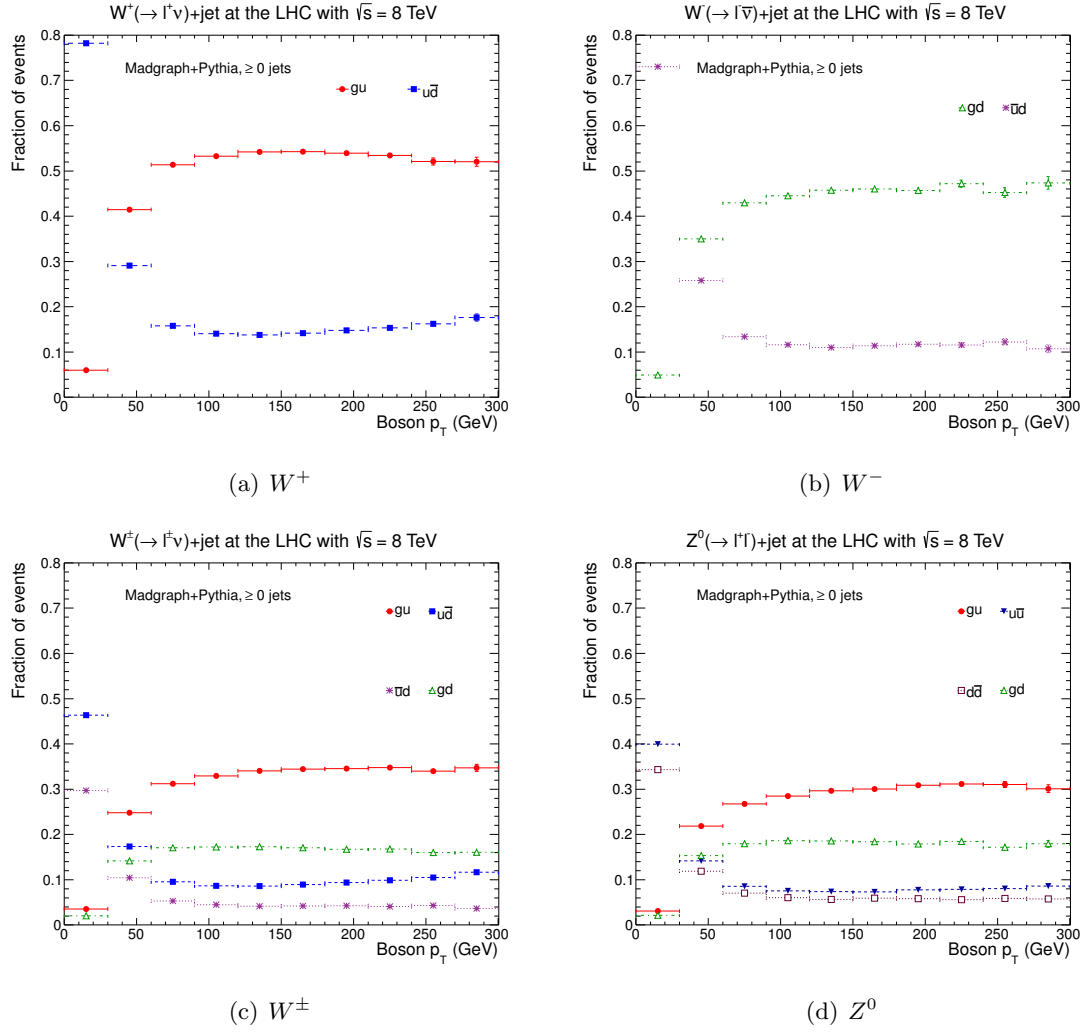 W⁺(→ l⁺ν)+jet at the LHC with √s = 8 TeV
Fraction of events
0.8
0.7
0.6
0.5
0.4
0.3
0.2
0.1
0
Madgraph+Pythia, ≥ 0 jets
gu
ud̅
0 50 100 150 200 250 300
Boson p_T (GeV)
(a) W⁺
W⁻(→ l⁻ν̅)+jet at the LHC with √s = 8 TeV
Fraction of events
0.8
0.7
0.6
0.5
0.4
0.3
0.2
0.1
0
Madgraph+Pythia, ≥ 0 jets
gd
u̅d
0 50 100 150 200 250 300
Boson p_T (GeV)
(b) W⁻
W±(→ l±ν)+jet at the LHC with √s = 8 TeV
Fraction of events
0.8
0.7
0.6
0.5
0.4
0.3
0.2
0.1
0
Madgraph+Pythia, ≥ 0 jets
gu
ud̅
u̅d
gd
0 50 100 150 200 250 300
Boson p_T (GeV)
(c) W±
Z⁰(→ l⁺l⁻)+jet at the LHC with √s = 8 TeV
Fraction of events
0.8
0.7
0.6
0.5
0.4
0.3
0.2
0.1
0
Madgraph+Pythia, ≥ 0 jets
gu
uu̅
dd̅
gd
0 50 100 150 200 250 300
Boson p_T (GeV)
(d) Z⁰